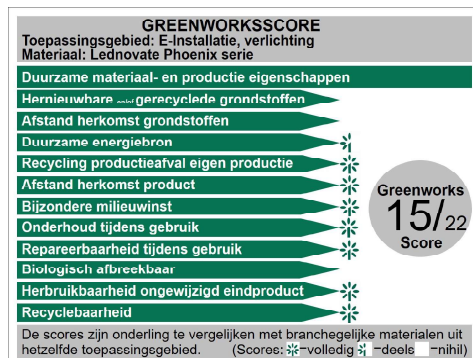 GREENWORKSSCORE
Toepassingsgebied: E-Installatie, verlichting
Materiaal: Lednovate Phoenix serie
Duurzame materiaal- en productie eigenschappen
Hernieuwbare en/of gerecyclede grondstoffen
Afstand herkomst grondstoffen
Duurzame energiebron
Recycling productieafval eigen productie
Afstand herkomst product
Bijzondere milieuwinst
Onderhoud tijdens gebruik
Repareerbaarheid tijdens gebruik
Biologisch afbreekbaar
Herbruikbaarheid ongewijzigd eindproduct
Recyclebaarheid
Greenworks
15/22
Score
De scores zijn onderling te vergelijken met branchegelijke materialen uit
hetzelfde toepassingsgebied. (Scores: =volledig =deels =nihil)